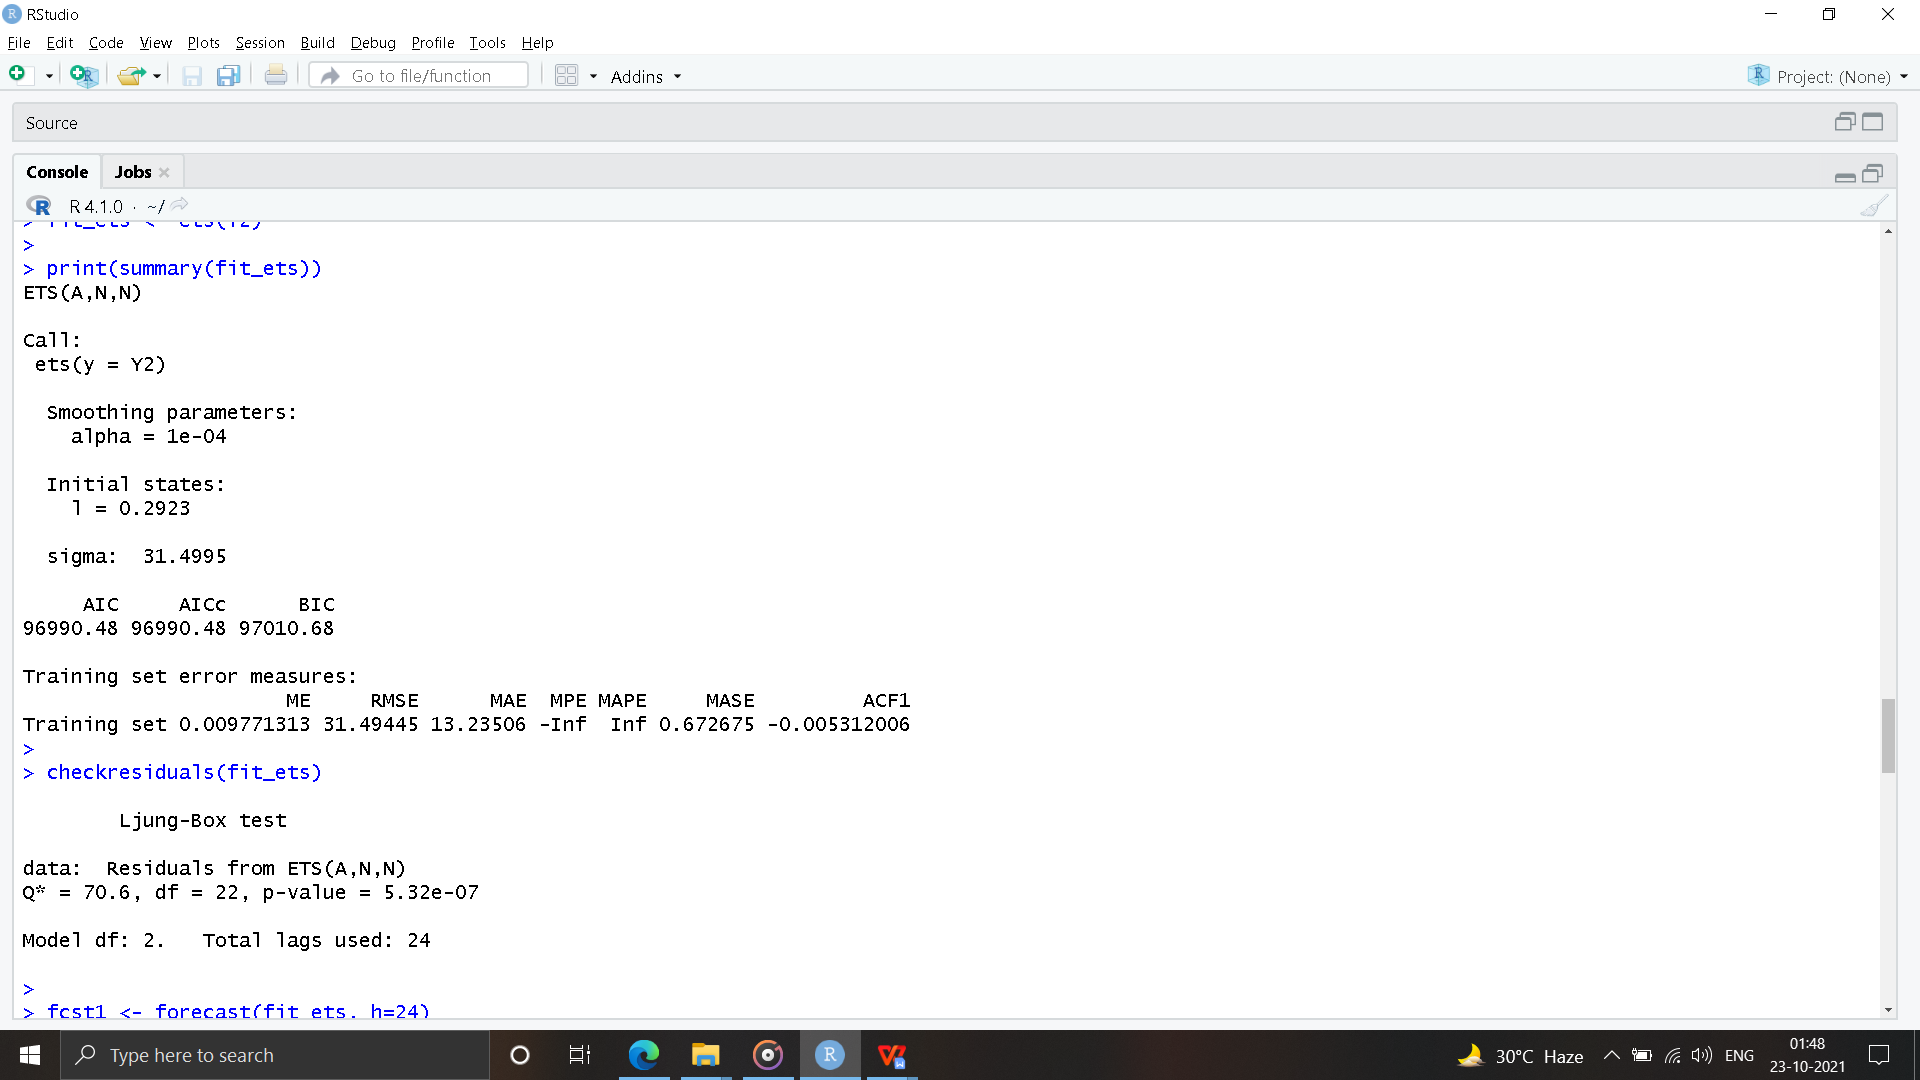 RStudio
File Edit Code View Plots Session Build Debug Profile Tools Help
Go to file/function
Addins
Project: (None)
Source
Console Jobs
R 4.1.0 · ~/
> fit_ets <- ets(Y2)
>
> print(summary(fit_ets))
ETS(A,N,N)
Call:
ets(y = Y2)
Smoothing parameters:
alpha = 1e-04
Initial states:
l = 0.2923
sigma: 31.4995
AIC AICc BIC
96990.48 96990.48 97010.68
Training set error measures:
ME RMSE MAE MPE MAPE MASE ACF1
Training set 0.009771313 31.49445 13.23506 -Inf Inf 0.672675 -0.005312006
>
> checkresiduals(fit_ets)
Ljung-Box test
data: Residuals from ETS(A,N,N)
Q* = 70.6, df = 22, p-value = 5.32e-07
Model df: 2. Total lags used: 24
>
> fcst1 <- forecast(fit_ets, h=24)
Type here to search
30°C Haze
ENG
01:48
23-10-2021